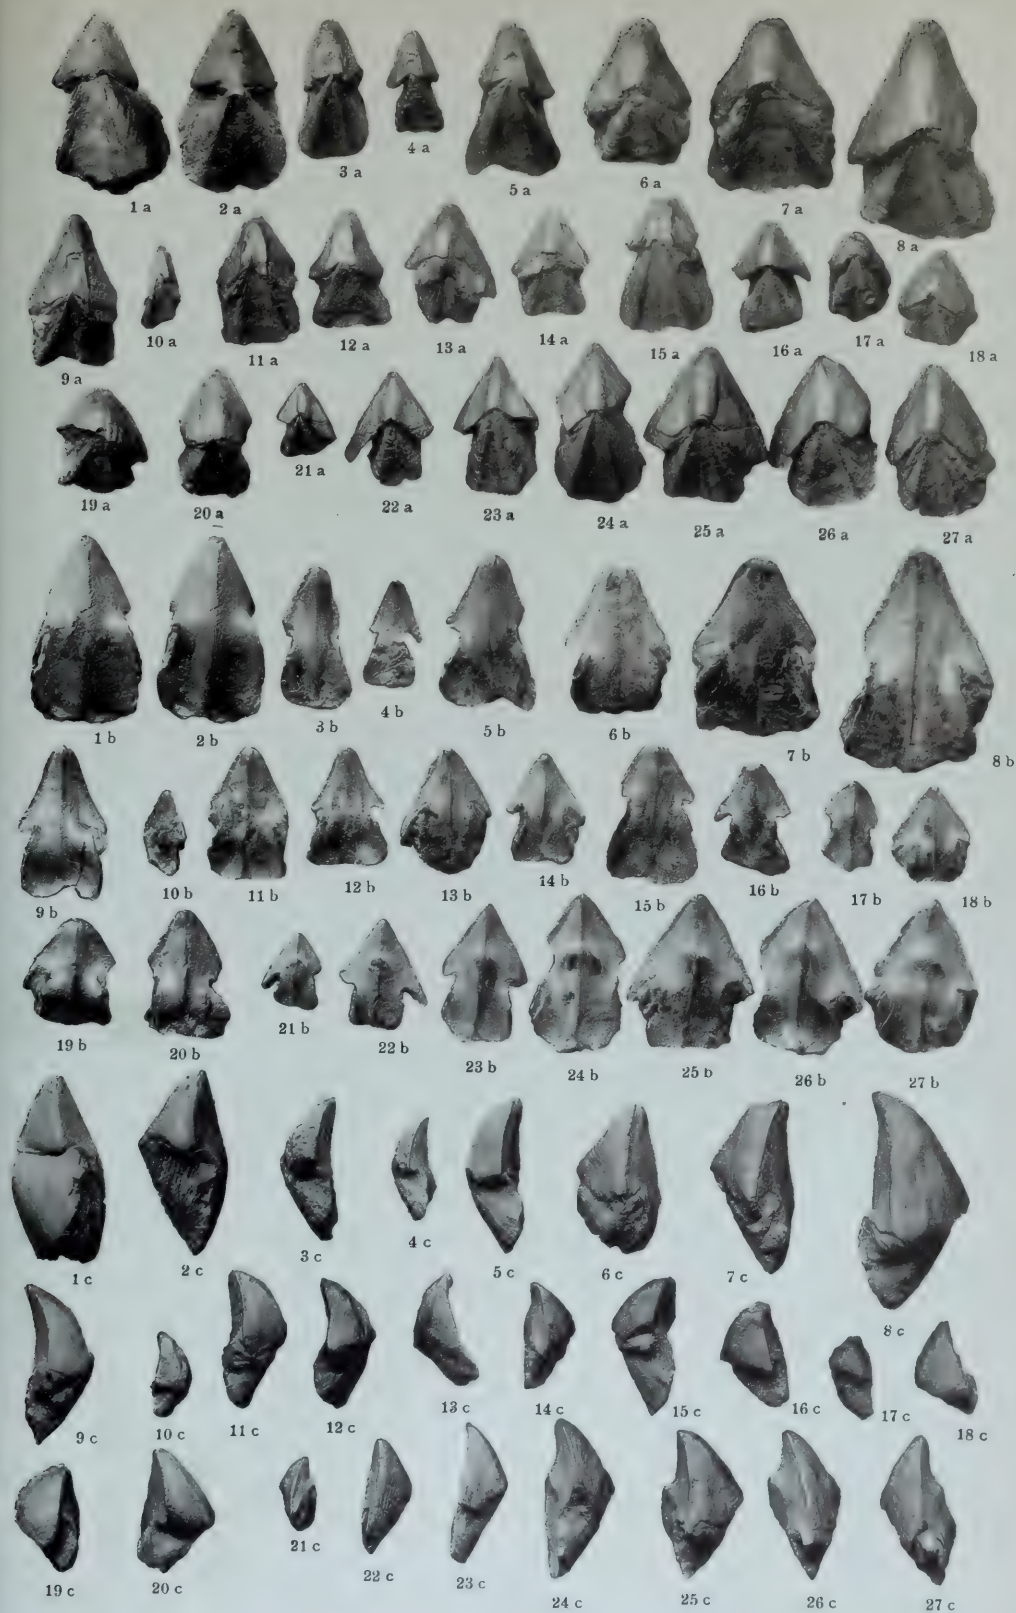 1 a 2 a 3 a 4 a 5 a 6 a 7 a 8 a
9 a 10 a 11 a 12 a 13 a 14 a 15 a 16 a 17 a 18 a
19 a 20 a 21 a 22 a 23 a 24 a 25 a 26 a 27 a
1 b 2 b 3 b 4 b 5 b 6 b 7 b 8 b
9 b 10 b 11 b 12 b 13 b 14 b 15 b 16 b 17 b 18 b
19 b 20 b 21 b 22 b 23 b 24 b 25 b 26 b 27 b
1 c 2 c 3 c 4 c 5 c 6 c 7 c 8 c
9 c 10 c 11 c 12 c 13 c 14 c 15 c 16 c 17 c 18 c
19 c 20 c 21 c 22 c 23 c 24 c 25 c 26 c 27 c